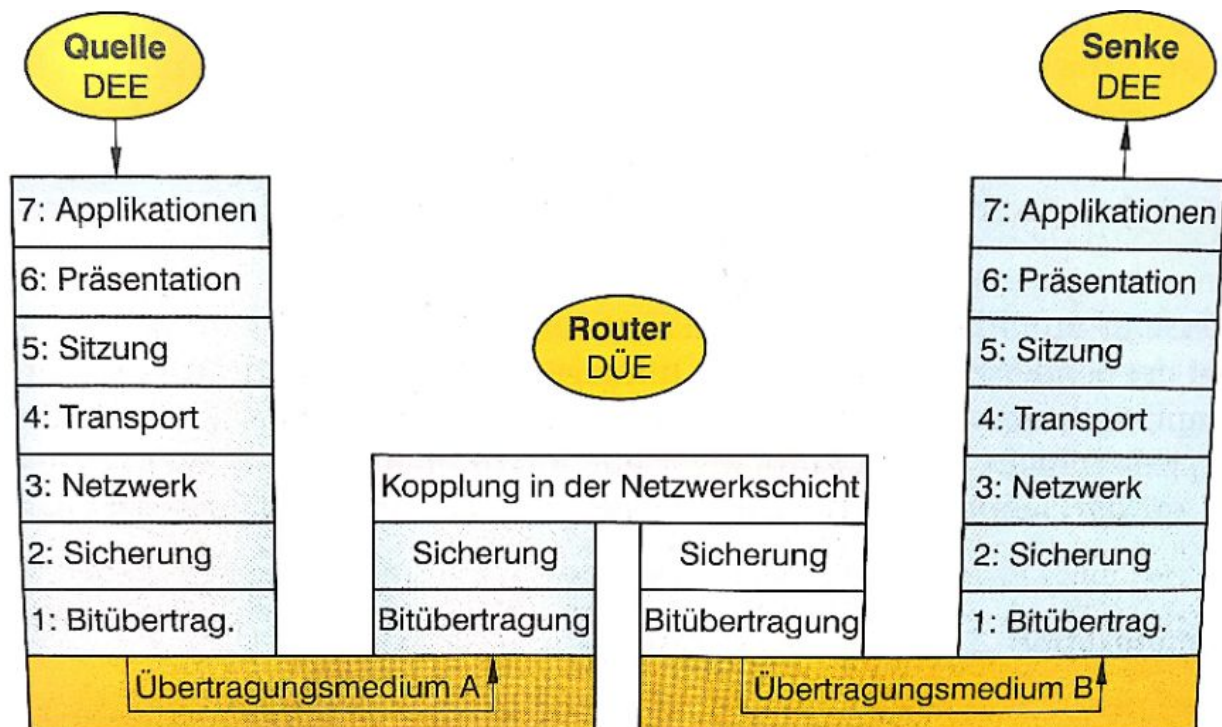 Quelle
DEE
Senke
DEE
7: Applikationen
6: Präsentation
5: Sitzung
4: Transport
3: Netzwerk
2: Sicherung
1: Bitübertrag.
Router
DÜE
Kopplung in der Netzwerkschicht
Sicherung
Bitübertragung
Sicherung
Bitübertragung
7: Applikationen
6: Präsentation
5: Sitzung
4: Transport
3: Netzwerk
2: Sicherung
1: Bitübertrag.
Übertragungsmedium A
Übertragungsmedium B